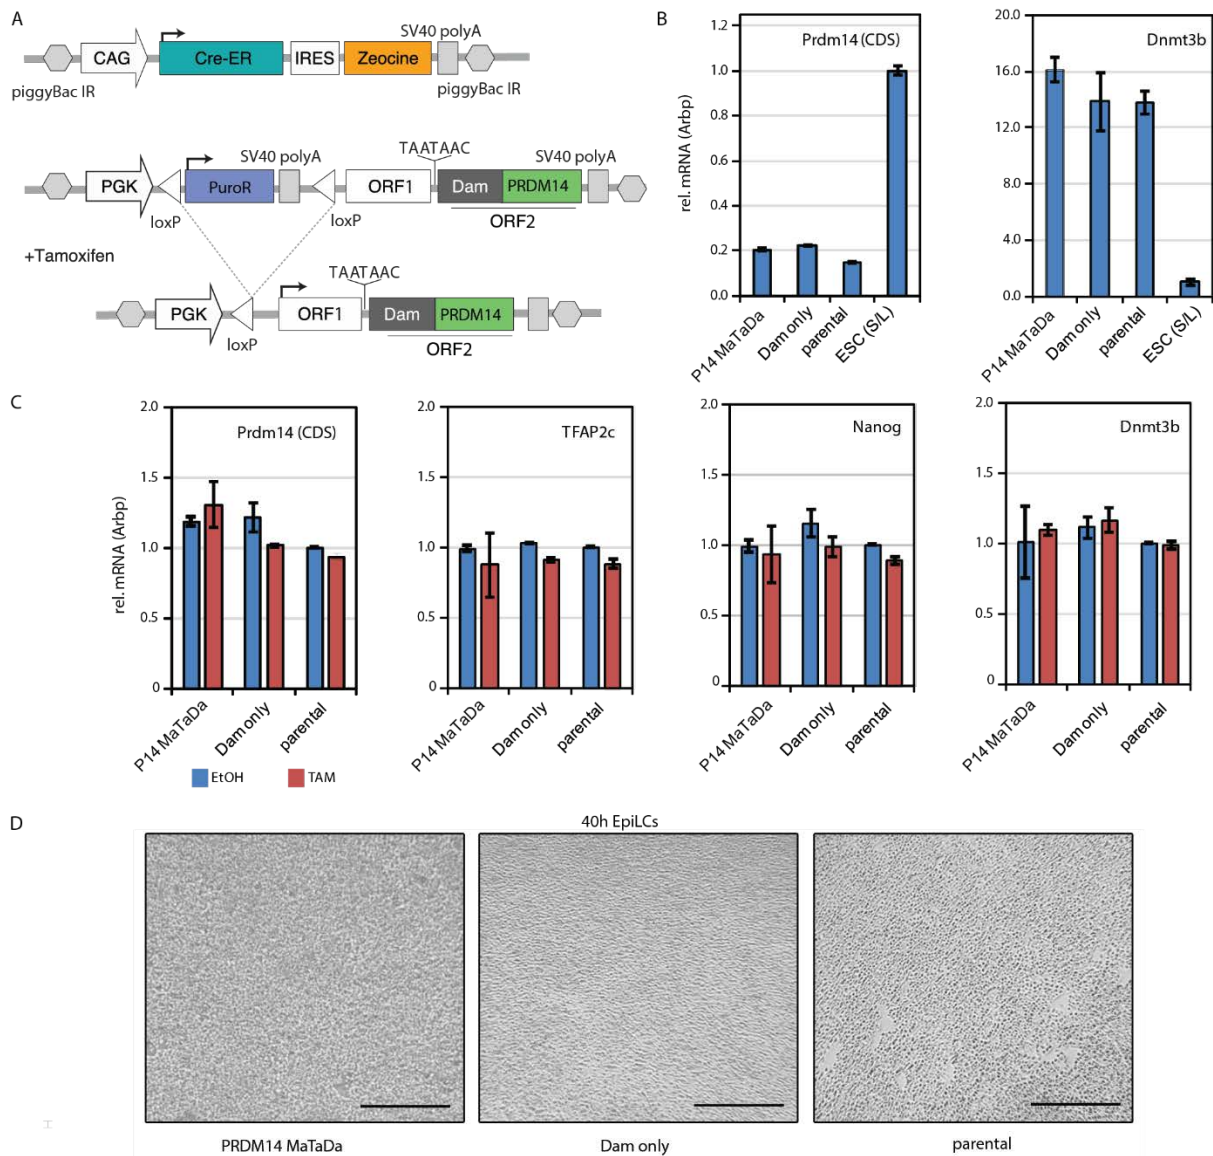 A
SV40 polyA
CAG
Cre-ER
IRES
Zeocine
piggyBac IR
piggyBac IR
TAATAAC
SV40 polyA
SV40 polyA
PGK
PuroR
ORF1
Dam
PRDM14
loxP
loxP
ORF2
+Tamoxifen
TAATAAC
PGK
ORF1
Dam
PRDM14
loxP
ORF2
B
rel. mRNA (Arbp)
1.2
1.0
0.8
0.6
0.4
0.2
0.0
Prdm14 (CDS)
P14 MaTaDa
Dam only
parental
ESC (S/L)
20.0
16.0
12.0
8.0
4.0
0.0
Dnmt3b
P14 MaTaDa
Dam only
parental
ESC (S/L)
C
rel. mRNA (Arbp)
2.0
1.5
1.0
0.5
0
Prdm14 (CDS)
P14 MaTaDa
Dam only
parental
2.0
1.5
1.0
0.5
0
TFAP2c
P14 MaTaDa
Dam only
parental
2.0
1.5
1.0
0.5
0
Nanog
P14 MaTaDa
Dam only
parental
2.0
1.5
1.0
0.5
0
Dnmt3b
P14 MaTaDa
Dam only
parental
EtOH
TAM
D
40h EpiLCs
PRDM14 MaTaDa
Dam only
parental